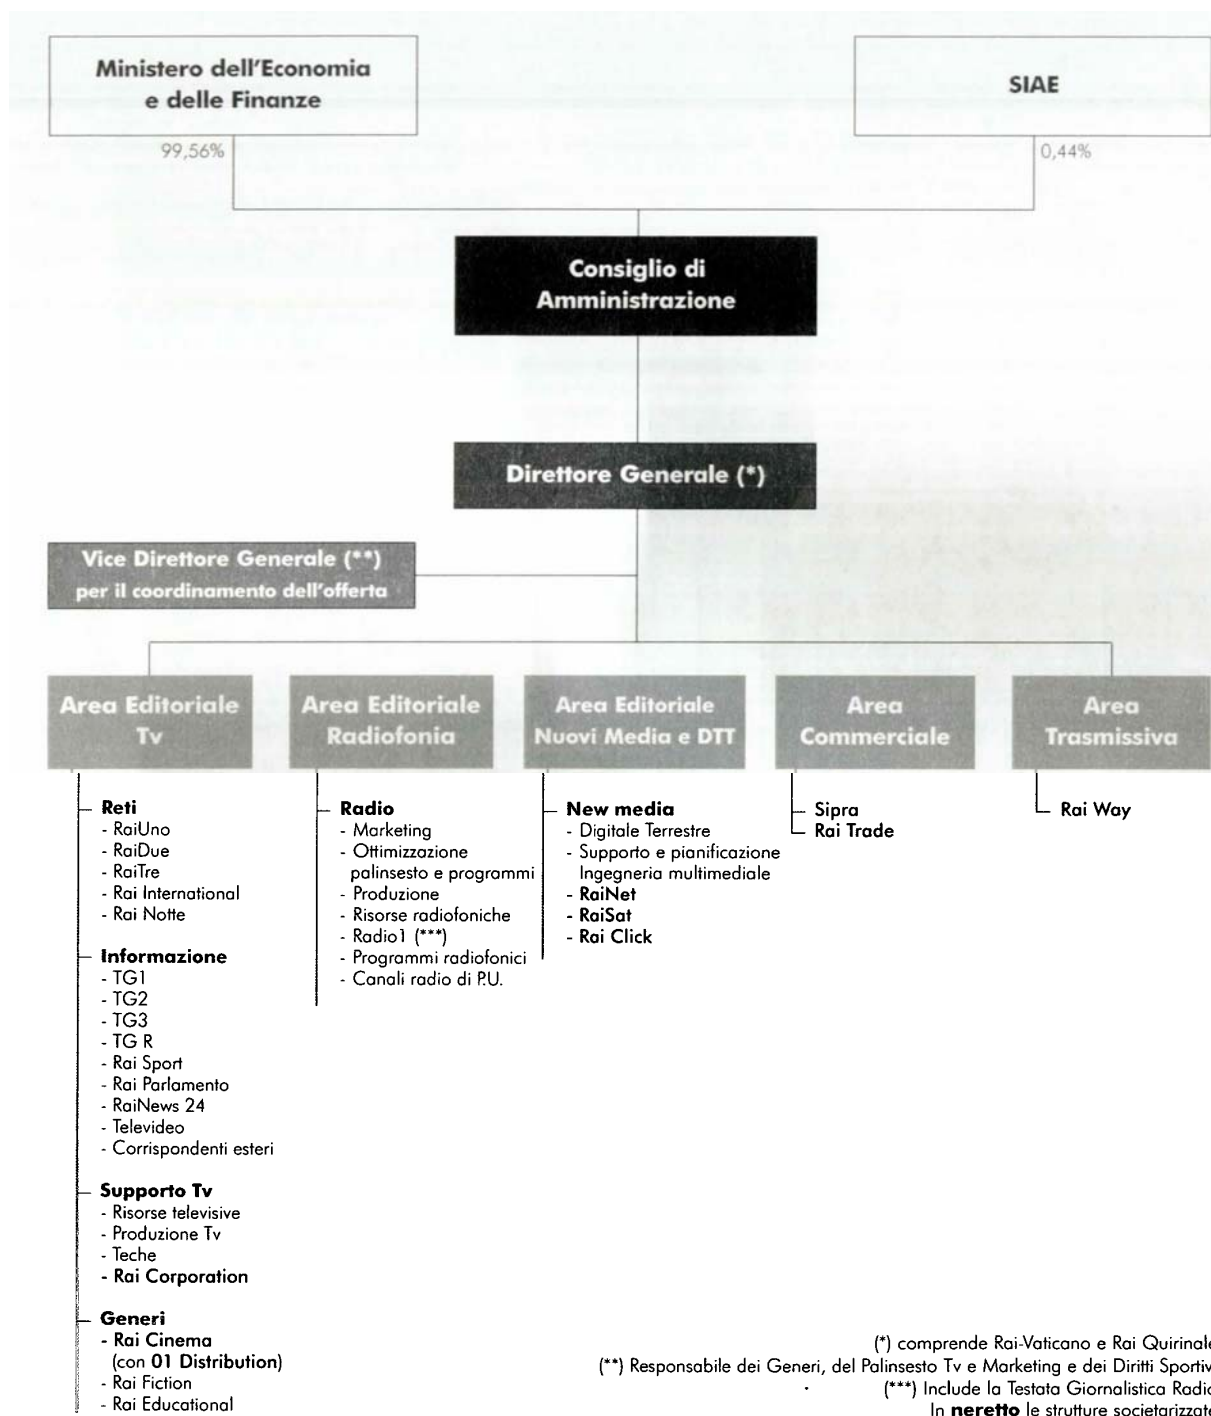 Ministero dell'Economia
e delle Finanze
SIAE
99,56%
0,44%
Consiglio di
Amministrazione
Direttore Generale (*)
Vice Direttore Generale (**)
per il coordinamento dell'offerta
Area Editoriale
Tv
Area Editoriale
Radiofonia
Area Editoriale
Nuovi Media e DTT
Area
Commerciale
Area
Trasmissiva
Reti
- RaiUno
- RaiDue
- RaiTre
- Rai International
- Rai Notte
Informazione
- TG1
- TG2
- TG3
- TG R
- Rai Sport
- Rai Parlamento
- RaiNews 24
- Televideo
- Corrispondenti esteri
Supporto Tv
- Risorse televisive
- Produzione Tv
- Teche
- Rai Corporation
Generi
- Rai Cinema
(con 01 Distribution)
- Rai Fiction
- Rai Educational
Radio
- Marketing
- Ottimizzazione
palinsesto e programmi
- Produzione
- Risorse radiofoniche
- Radio1 (***)
- Programmi radiofonici
- Canali radio di P.U.
New media
- Digitale Terrestre
- Supporto e pianificazione
Ingegneria multimediale
- RaiNet
- RaiSat
- Rai Click
Sipra
Rai Trade
Rai Way
(*) comprende Rai-Vaticano e Rai Quirinale
(**) Responsabile dei Generi, del Palinsesto Tv e Marketing e dei Diritti Sportiv
(***) Include la Testata Giornalistica Radio
In neretto le strutture societarizzate